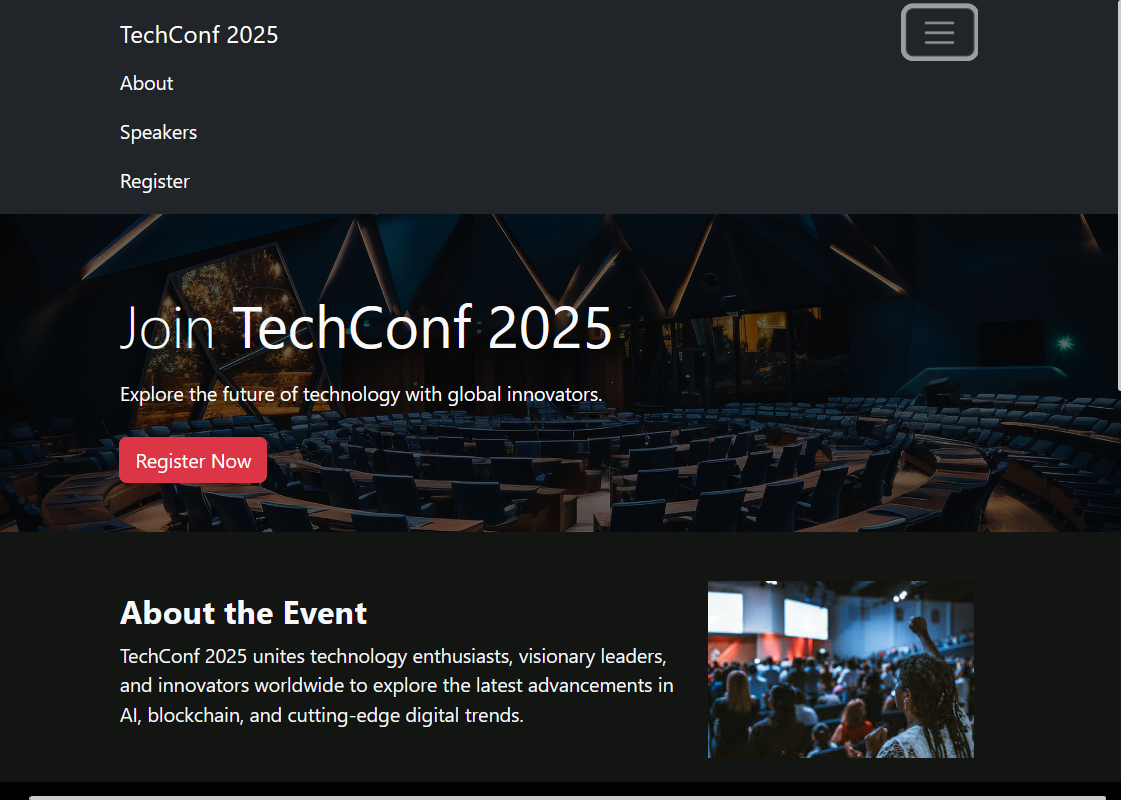 TechConf 2025
About
Speakers
Register
Join TechConf 2025
Explore the future of technology with global innovators.
Register Now
About the Event
TechConf 2025 unites technology enthusiasts, visionary leaders,
and innovators worldwide to explore the latest advancements in
AI, blockchain, and cutting-edge digital trends.